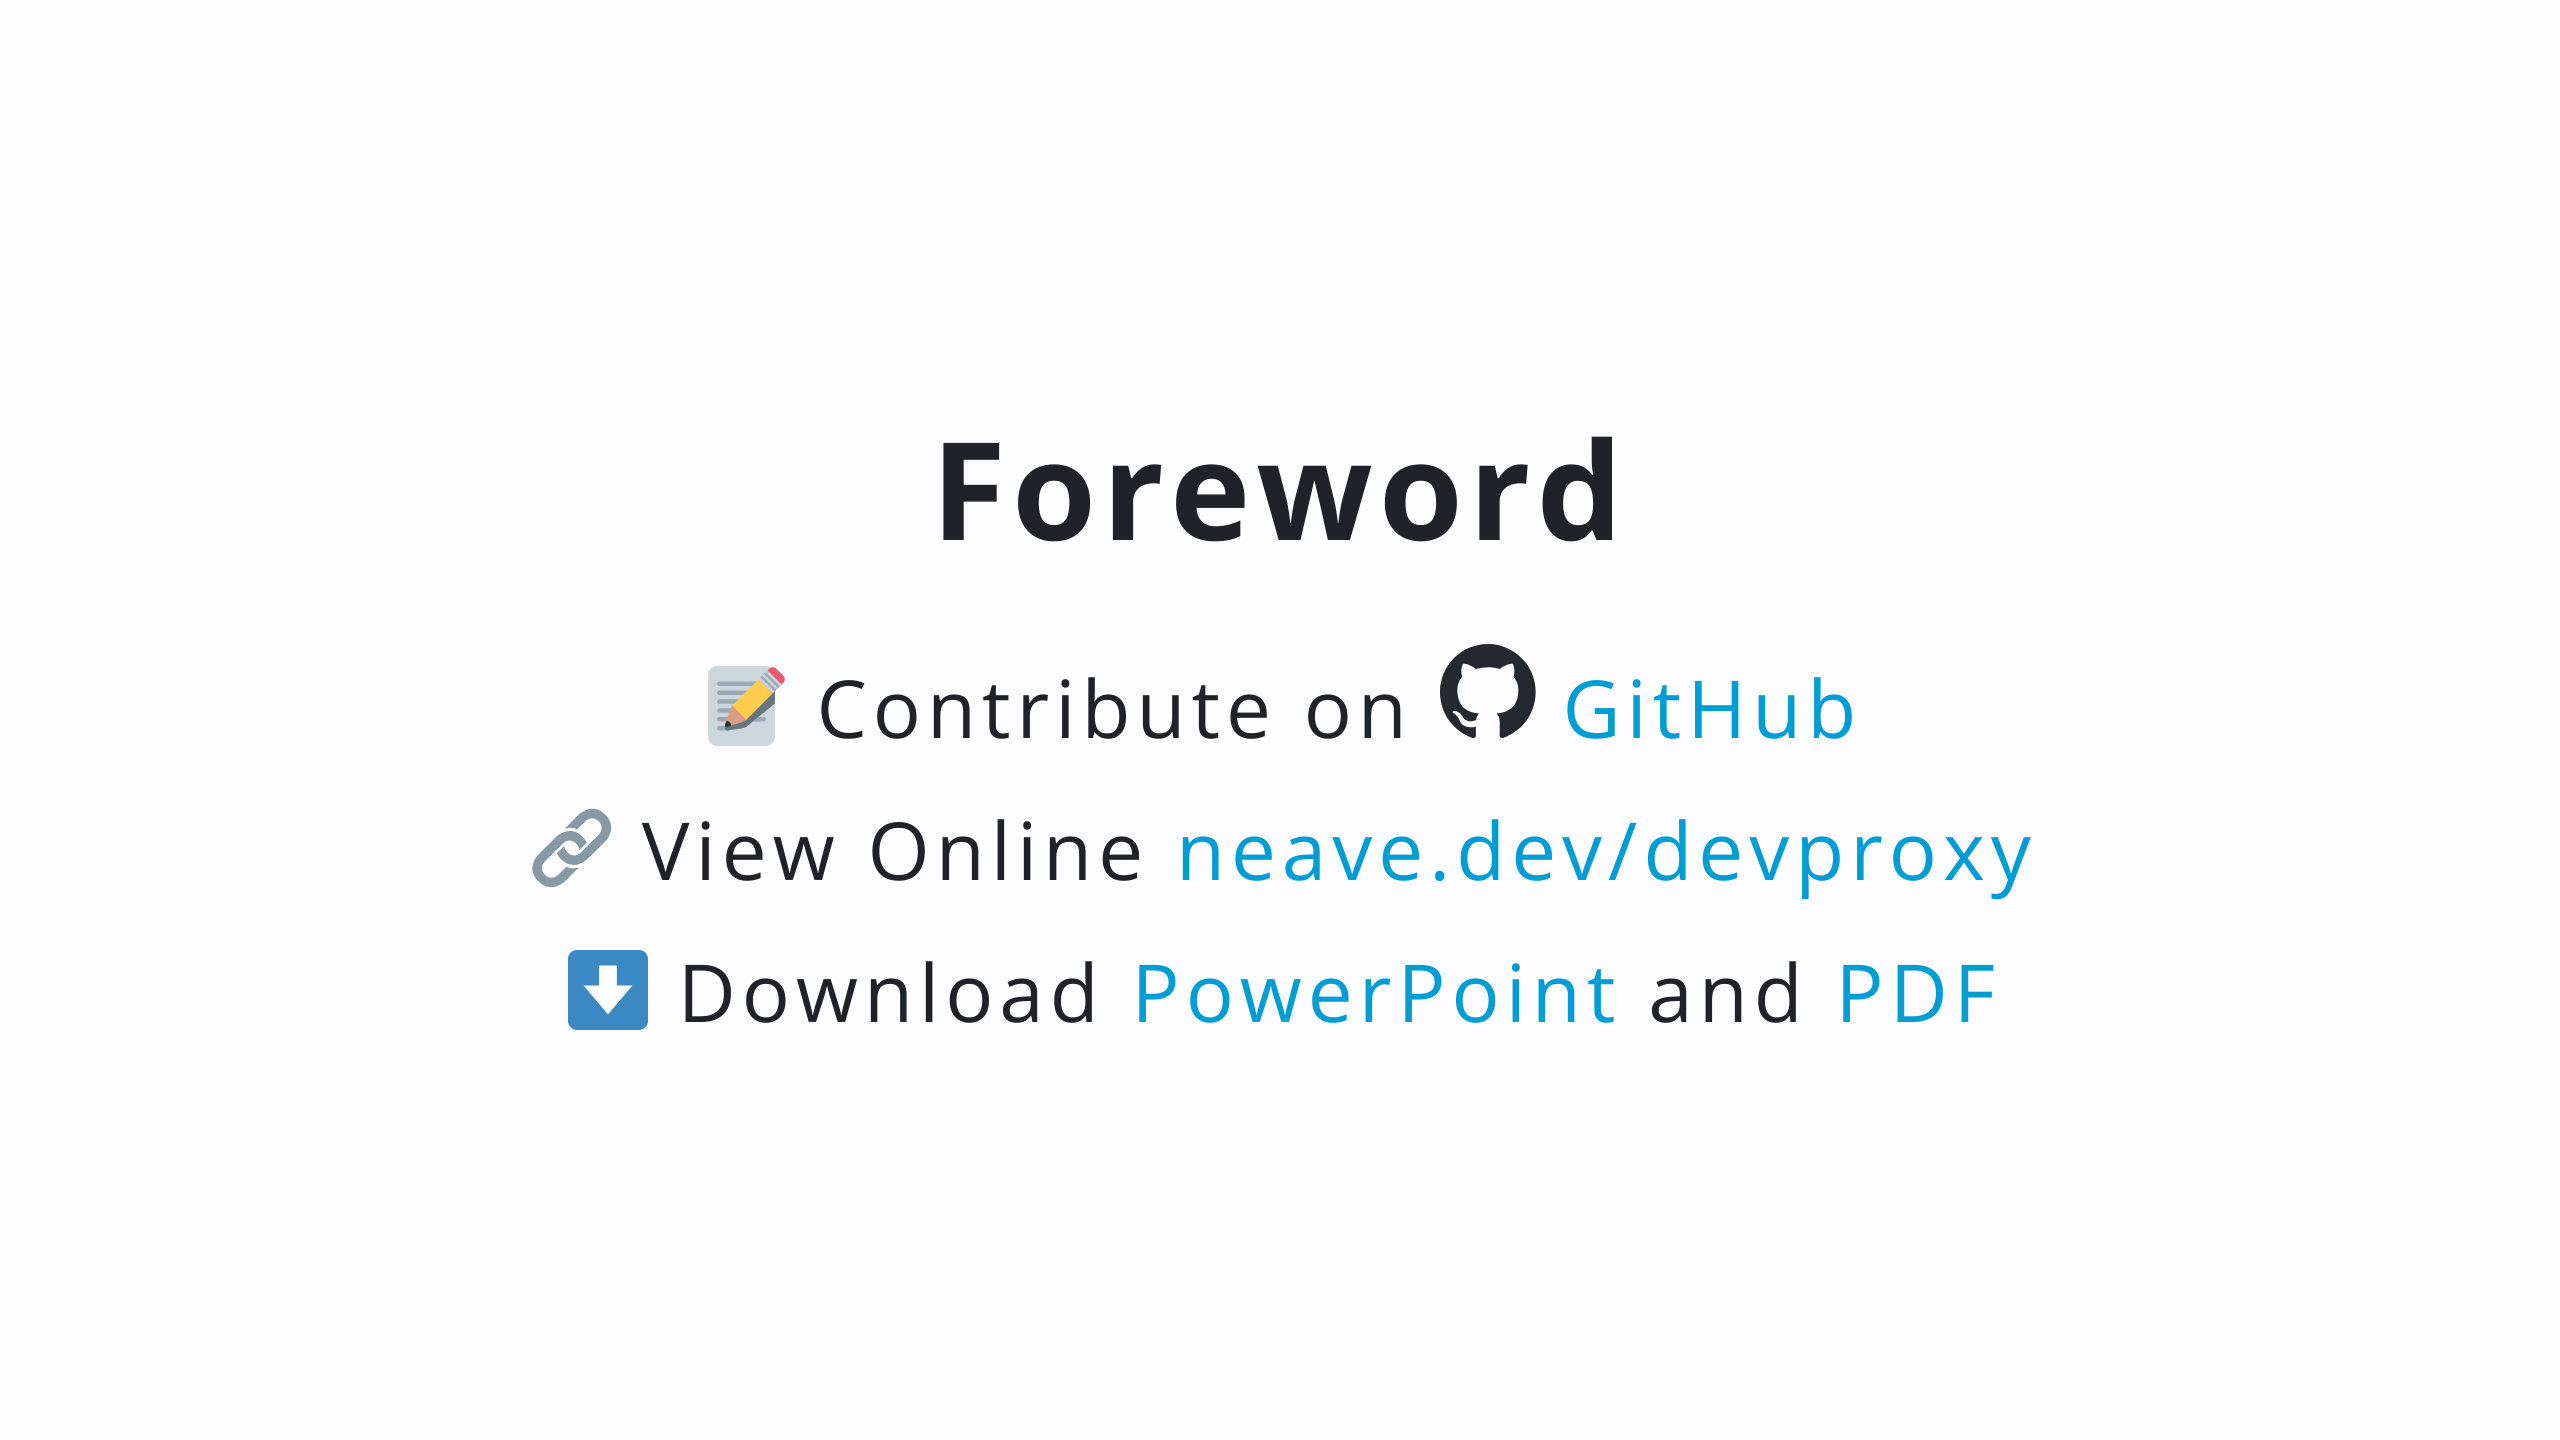 Foreword
📝 Contribute on GitHub
🔗 View Online neave.dev/devproxy
⬇️ Download PowerPoint and PDF